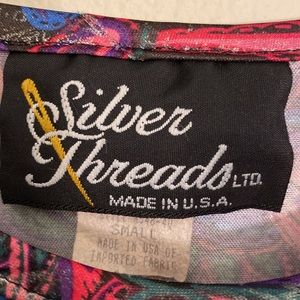 Silver
Threads LTD.
MADE IN U.S.A.
SMALL
MADE IN USA OF
IMPORTED FABRIC